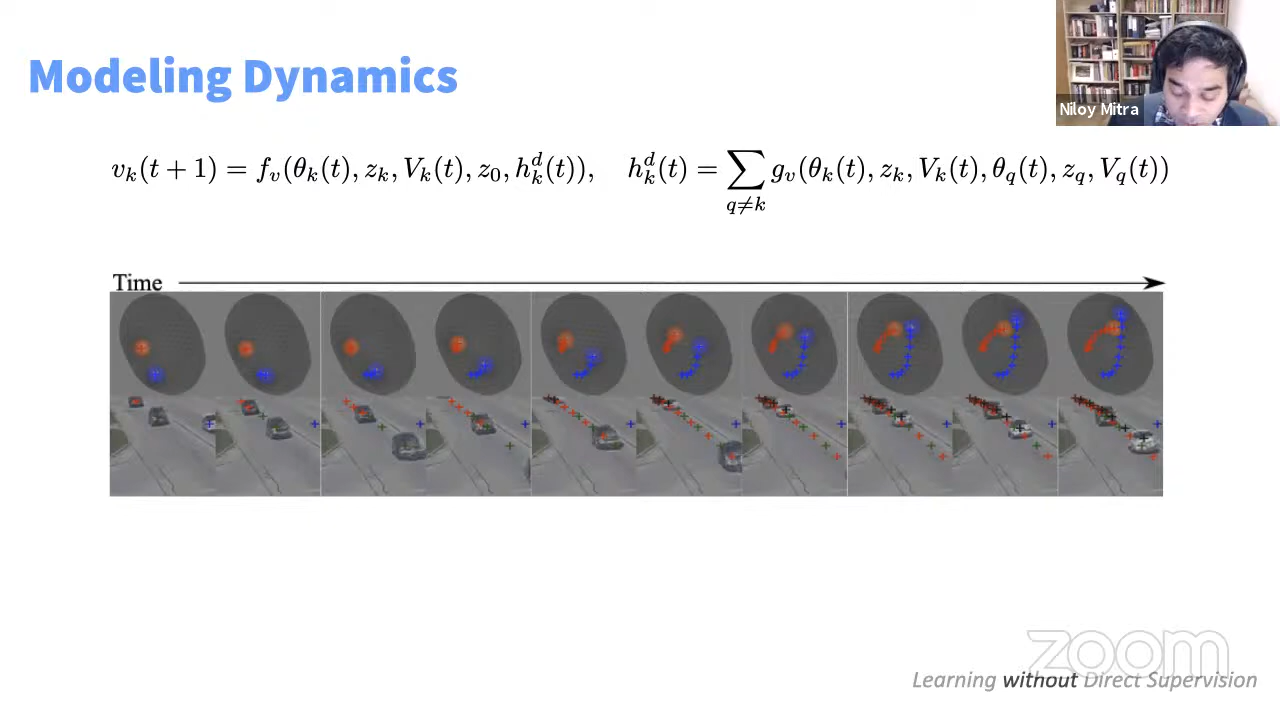 Modeling Dynamics
Niloy Mitra
v_k(t + 1) = f_v(θ_k(t), z_k, V_k(t), z_0, h_k^d(t)), h_k^d(t) = ∑_{q≠k} g_v(θ_k(t), z_k, V_k(t), θ_q(t), z_q, V_q(t))
Time
zoom
Learning without Direct Supervision